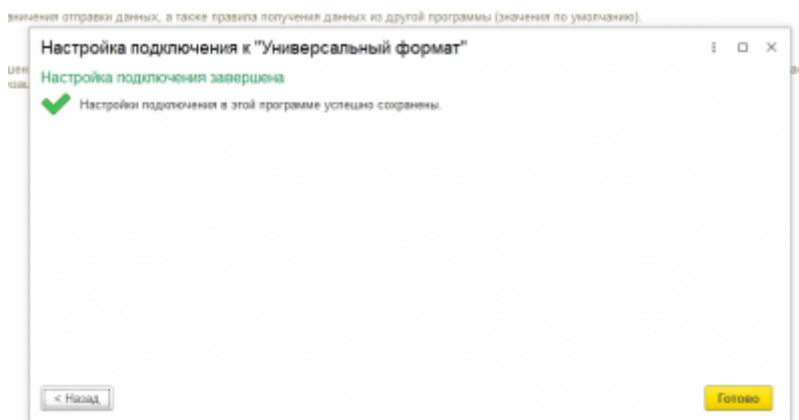 ничения отправки данных, а также правила получения данных из другой программы (значения по умолчанию).
Настройка подключения к "Универсальный формат"
Настройка подключения завершена
Настройки подключения в этой программе успешно сохранены.
< Назад
Готово